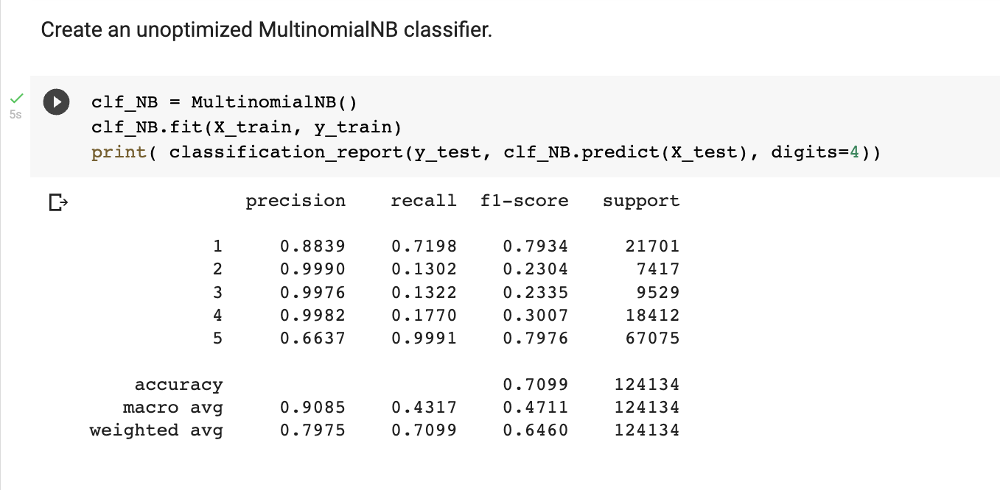 Create an unoptimized MultinomialNB classifier.
5s
clf_NB = MultinomialNB()
clf_NB.fit(X_train, y_train)
print( classification_report(y_test, clf_NB.predict(X_test), digits=4))
precision recall f1-score support
1 0.8839 0.7198 0.7934 21701
2 0.9990 0.1302 0.2304 7417
3 0.9976 0.1322 0.2335 9529
4 0.9982 0.1770 0.3007 18412
5 0.6637 0.9991 0.7976 67075
accuracy 0.7099 124134
macro avg 0.9085 0.4317 0.4711 124134
weighted avg 0.7975 0.7099 0.6460 124134